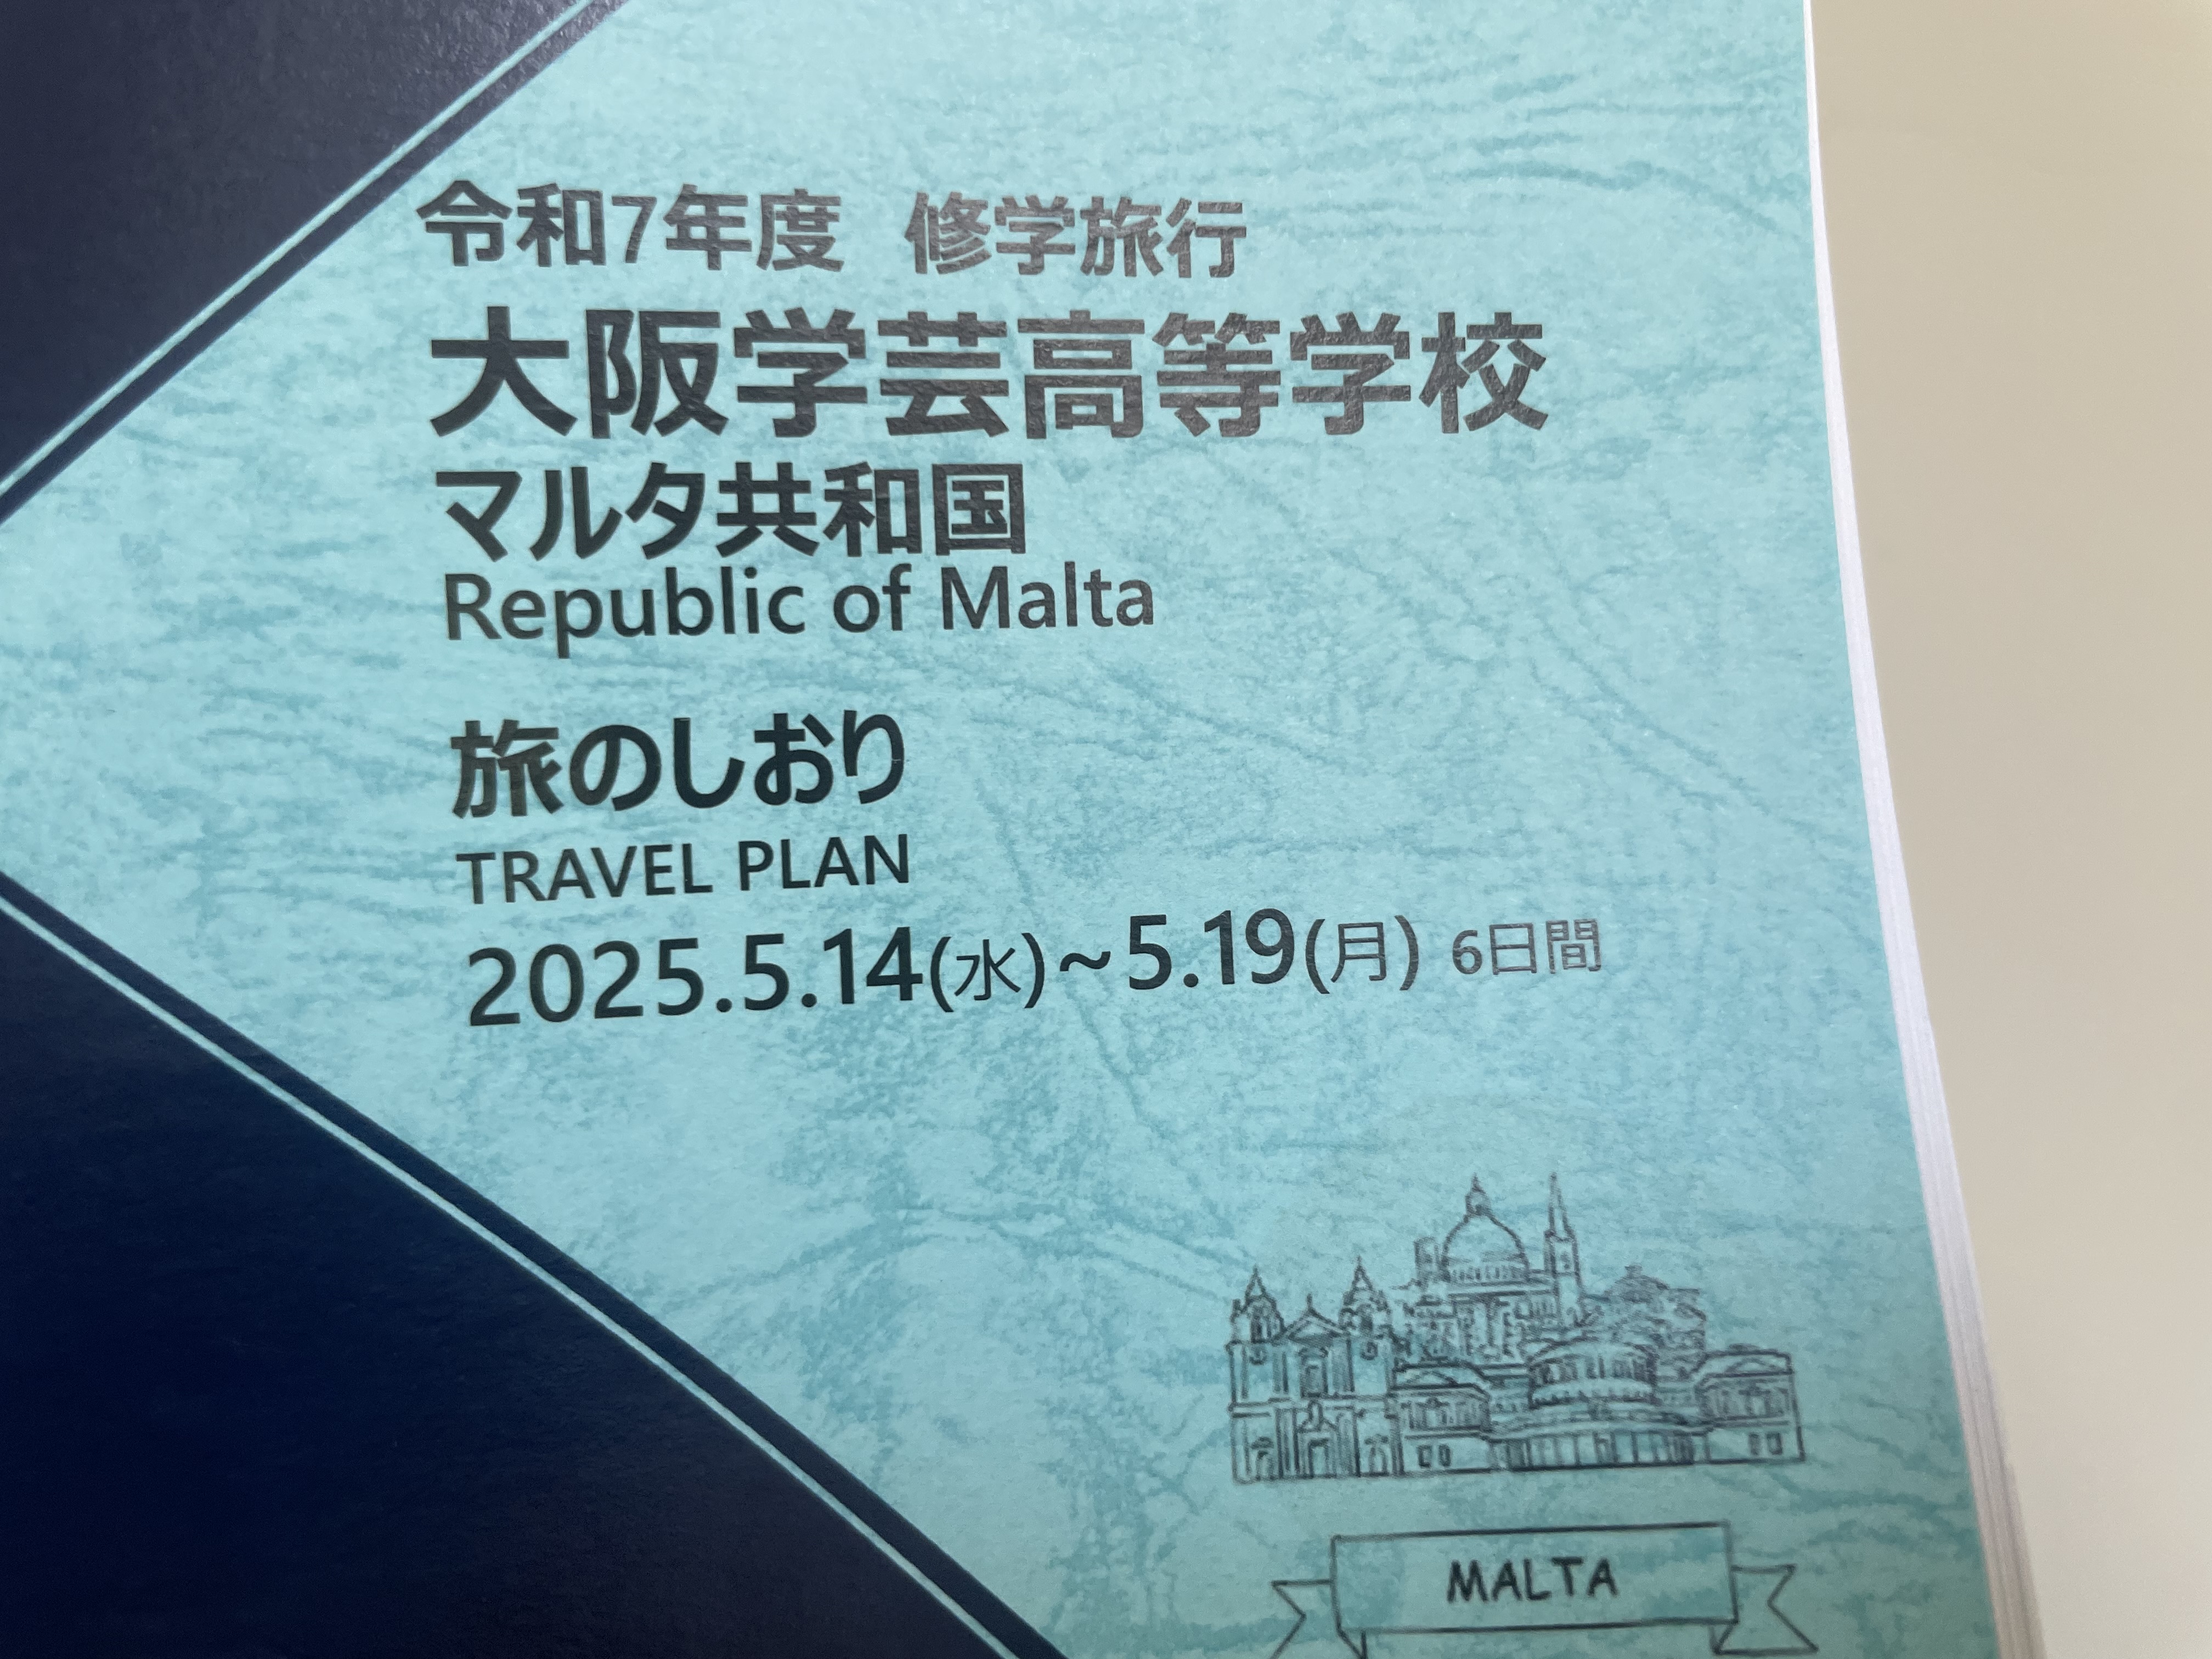 令和7年度 修学旅行
大阪学芸高等学校
マルタ共和国
Republic of Malta
旅のしおり
TRAVEL PLAN
2025.5.14(水)~5.19(月) 6日間
MALTA